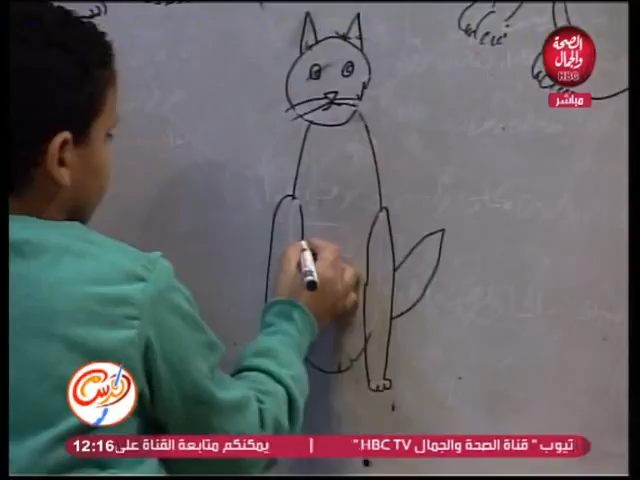 الصحة
والجمال
HBC
مباشر
12:16
يمكنكم متابعة القناة على
|
تيوب " قناة الصحة والجمال HBC TV".